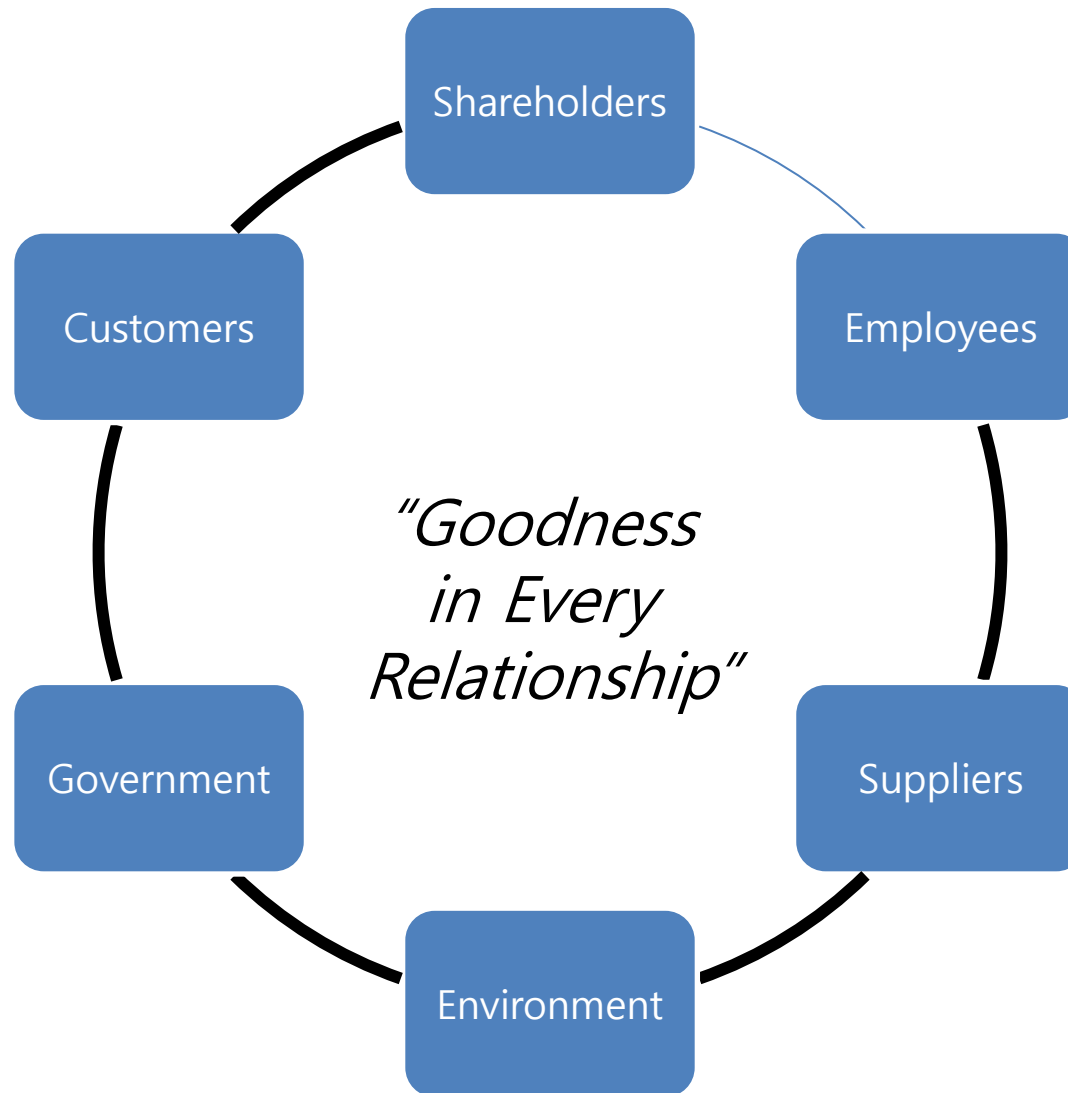 Shareholders
Customers
Employees
“Goodness
in Every
Relationship”
Government
Suppliers
Environment